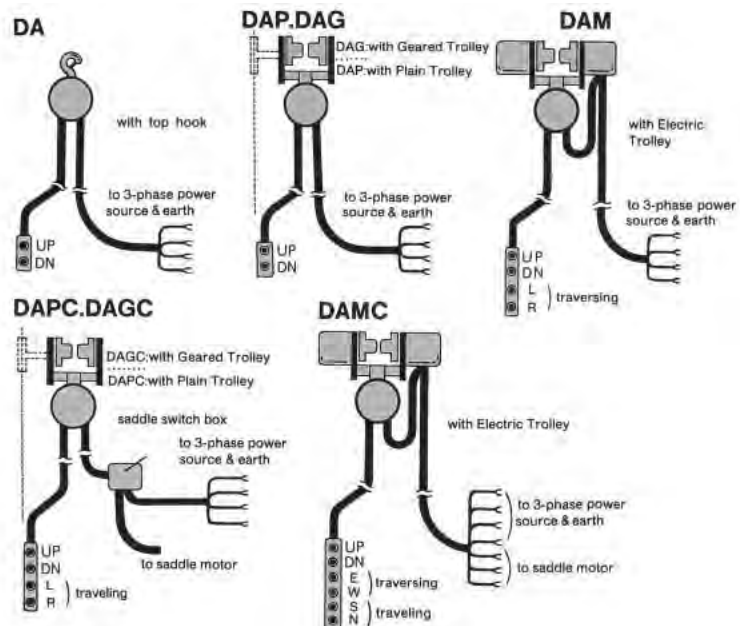 DA
with top hook
to 3-phase power
source & earth
UP
DN
DAP.DAG
DAG:with Geared Trolley
DAP:with Plain Trolley
to 3-phase power
source & earth
UP
DN
DAM
with Electric
Trolley
to 3-phase power
source & earth
UP
DN
L
R
traversing
DAPC.DAGC
DAGC:with Geared Trolley
DAPC:with Plain Trolley
saddle switch box
to 3-phase power
source & earth
to saddle motor
UP
DN
L
R
traveling
DAMC
with Electric Trolley
to 3-phase power
source & earth
to saddle motor
UP
DN
E
W
traversing
S
N
traveling